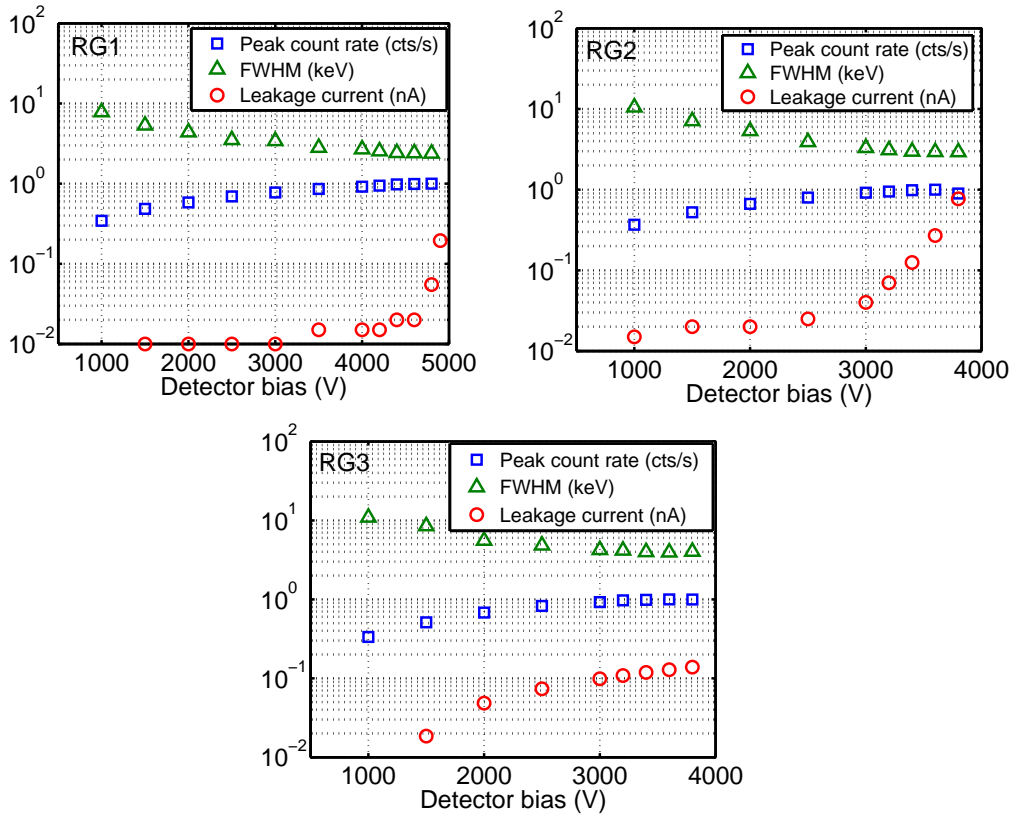 RG1
Peak count rate (cts/s)
FWHM (keV)
Leakage current (nA)
10^2
10^1
10^0
10^-1
10^-2
1000 2000 3000 4000 5000
Detector bias (V)
RG2
Peak count rate (cts/s)
FWHM (keV)
Leakage current (nA)
10^2
10^1
10^0
10^-1
10^-2
1000 2000 3000 4000
Detector bias (V)
RG3
Peak count rate (cts/s)
FWHM (keV)
Leakage current (nA)
10^2
10^1
10^0
10^-1
10^-2
1000 2000 3000 4000
Detector bias (V)